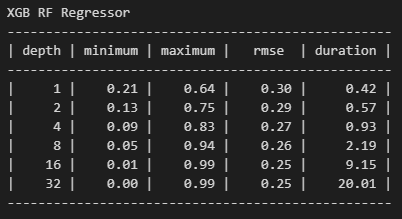 XGB RF Regressor
--------------------------------------------------
| depth | minimum | maximum |   rmse  | duration |
--------------------------------------------------
|     1 |    0.21 |    0.64 |    0.30 |     0.42 |
|     2 |    0.13 |    0.75 |    0.29 |     0.57 |
|     4 |    0.09 |    0.83 |    0.27 |     0.93 |
|     8 |    0.05 |    0.94 |    0.26 |     2.19 |
|    16 |    0.01 |    0.99 |    0.25 |     9.15 |
|    32 |    0.00 |    0.99 |    0.25 |    20.01 |
--------------------------------------------------